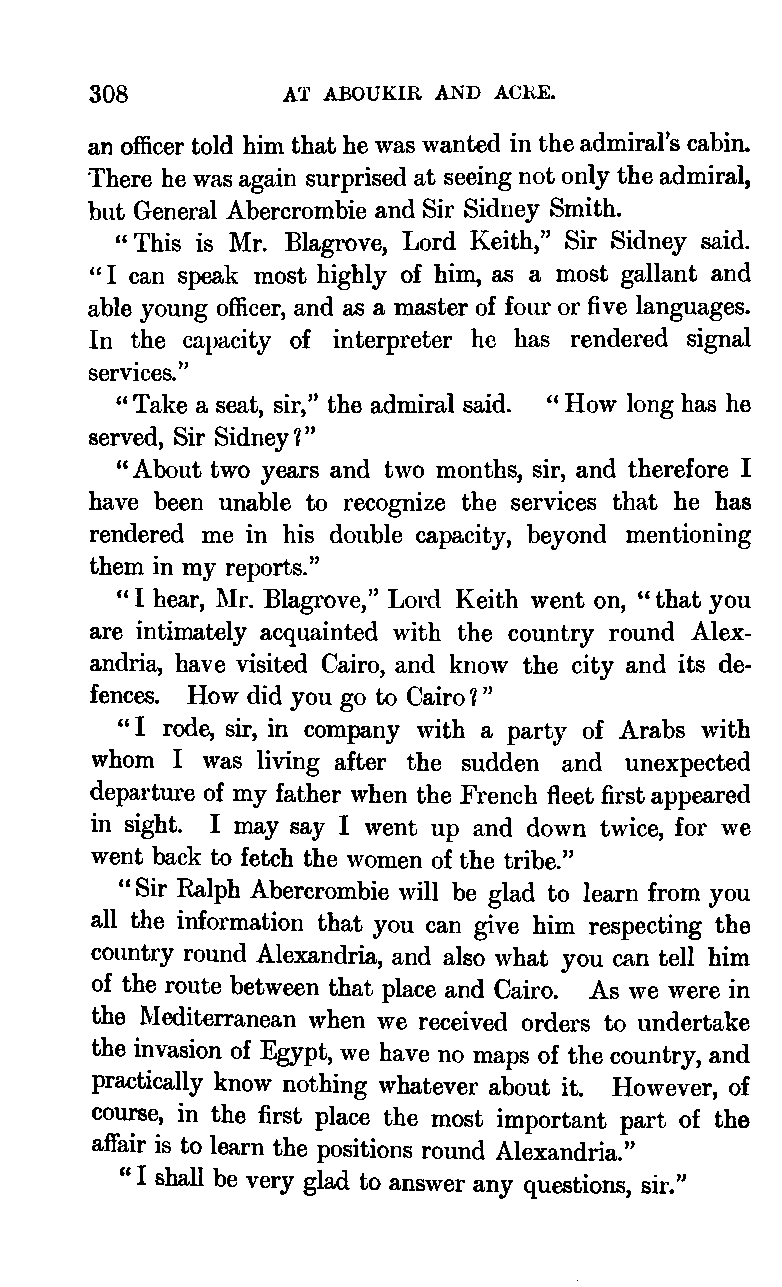 308 AT ABOUKIR AND ACRE.
an officer told him that he was wanted in the admiral's cabin.
There he was again surprised at seeing not only the admiral,
but General Abercrombie and Sir Sidney Smith.
"This is Mr. Blagrove, Lord Keith," Sir Sidney said.
"I can speak most highly of him, as a most gallant and
able young officer, and as a master of four or five languages.
In the capacity of interpreter he has rendered signal
services."
"Take a seat, sir," the admiral said. "How long has he
served, Sir Sidney?"
"About two years and two months, sir, and therefore I
have been unable to recognize the services that he has
rendered me in his double capacity, beyond mentioning
them in my reports."
"I hear, Mr. Blagrove," Lord Keith went on, "that you
are intimately acquainted with the country round Alex-
andria, have visited Cairo, and know the city and its de-
fences. How did you go to Cairo?"
"I rode, sir, in company with a party of Arabs with
whom I was living after the sudden and unexpected
departure of my father when the French fleet first appeared
in sight. I may say I went up and down twice, for we
went back to fetch the women of the tribe."
"Sir Ralph Abercrombie will be glad to learn from you
all the information that you can give him respecting the
country round Alexandria, and also what you can tell him
of the route between that place and Cairo. As we were in
the Mediterranean when we received orders to undertake
the invasion of Egypt, we have no maps of the country, and
practically know nothing whatever about it. However, of
course, in the first place the most important part of the
affair is to learn the positions round Alexandria."
"I shall be very glad to answer any questions, sir."